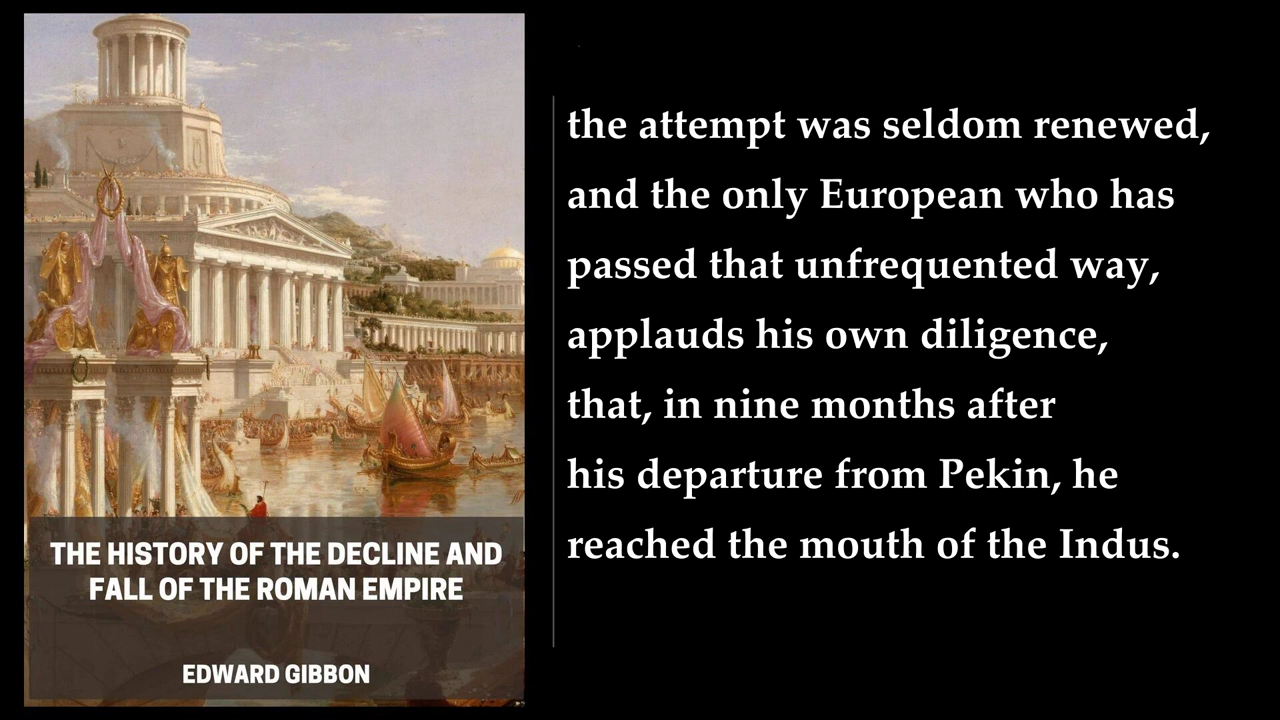 THE HISTORY OF THE DECLINE AND
FALL OF THE ROMAN EMPIRE
EDWARD GIBBON
the attempt was seldom renewed,
and the only European who has
passed that unfrequented way,
applauds his own diligence,
that, in nine months after
his departure from Pekin, he
reached the mouth of the Indus.